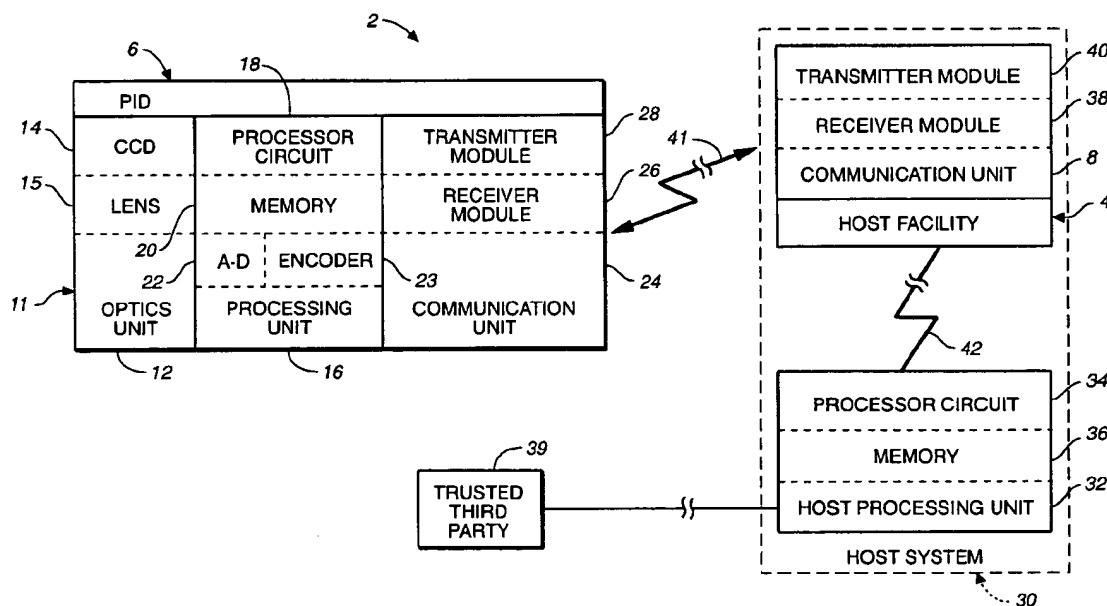 2
6
18
PID
14
CCD
PROCESSOR
CIRCUIT
TRANSMITTER
MODULE
28
15
LENS
20
MEMORY
RECEIVER
MODULE
26
22
A-D
ENCODER
23
24
11
OPTICS
UNIT
PROCESSING
UNIT
COMMUNICATION
UNIT
12
16
41
TRANSMITTER MODULE
40
RECEIVER MODULE
38
COMMUNICATION UNIT
8
HOST FACILITY
4
42
PROCESSOR CIRCUIT
34
MEMORY
36
HOST PROCESSING UNIT
32
HOST SYSTEM
30
39
TRUSTED
THIRD
PARTY